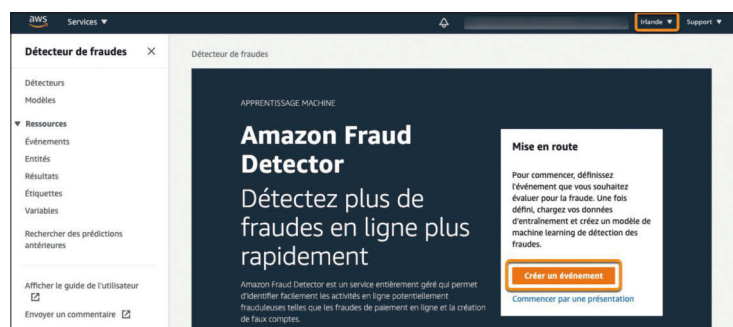 aws
Services ▼
Irlande ▼
Support ▼
Détecteur de fraudes ×
Détecteurs
Modèles
▼ Ressources
Événements
Entités
Résultats
Étiquettes
Variables
Rechercher des prédictions
antérieures
Afficher le guide de l'utilisateur
Envoyer un commentaire
Détecteur de fraudes
APPRENTISSAGE MACHINE
Amazon Fraud
Detector
Détectez plus de
fraudes en ligne plus
rapidement
Amazon Fraud Detector est un service entièrement géré qui permet
d'identifier facilement les activités en ligne potentiellement
frauduleuses telles que les fraudes de paiement en ligne et la création
de faux comptes.
Mise en route
Pour commencer, définissez
l'événement que vous souhaitez
évaluer pour la fraude. Une fois
défini, chargez vos données
d'entraînement et créez un modèle de
machine learning de détection des
fraudes.
Créer un événement
Commencer par une présentation